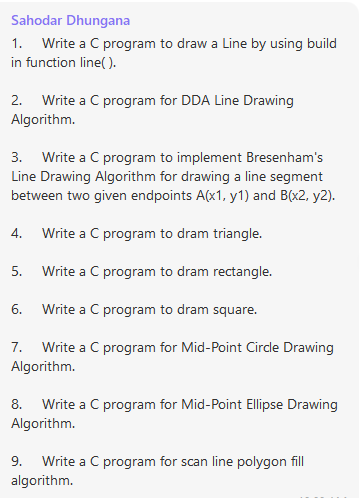 Sahodar Dhungana
1. Write a C program to draw a Line by using build
in function line( ).
2. Write a C program for DDA Line Drawing
Algorithm.
3. Write a C program to implement Bresenham's
Line Drawing Algorithm for drawing a line segment
between two given endpoints A(x1, y1) and B(x2, y2).
4. Write a C program to dram triangle.
5. Write a C program to dram rectangle.
6. Write a C program to dram square.
7. Write a C program for Mid-Point Circle Drawing
Algorithm.
8. Write a C program for Mid-Point Ellipse Drawing
Algorithm.
9. Write a C program for scan line polygon fill
algorithm.